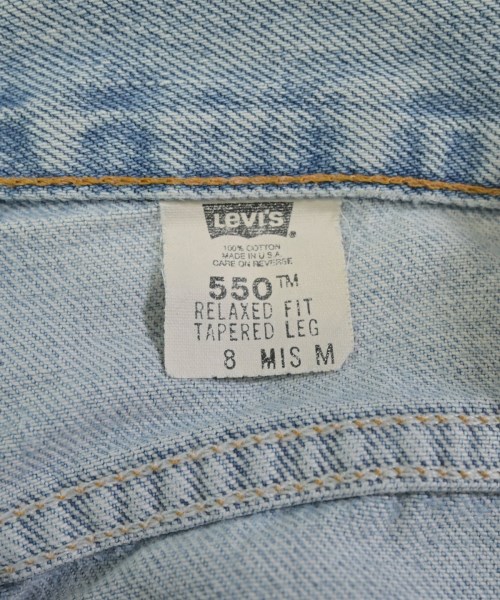 Levi's
100% COTTON
MADE IN U.S.A.
CARE ON REVERSE
550™
RELAXED FIT
TAPERED LEG
8 MIS M